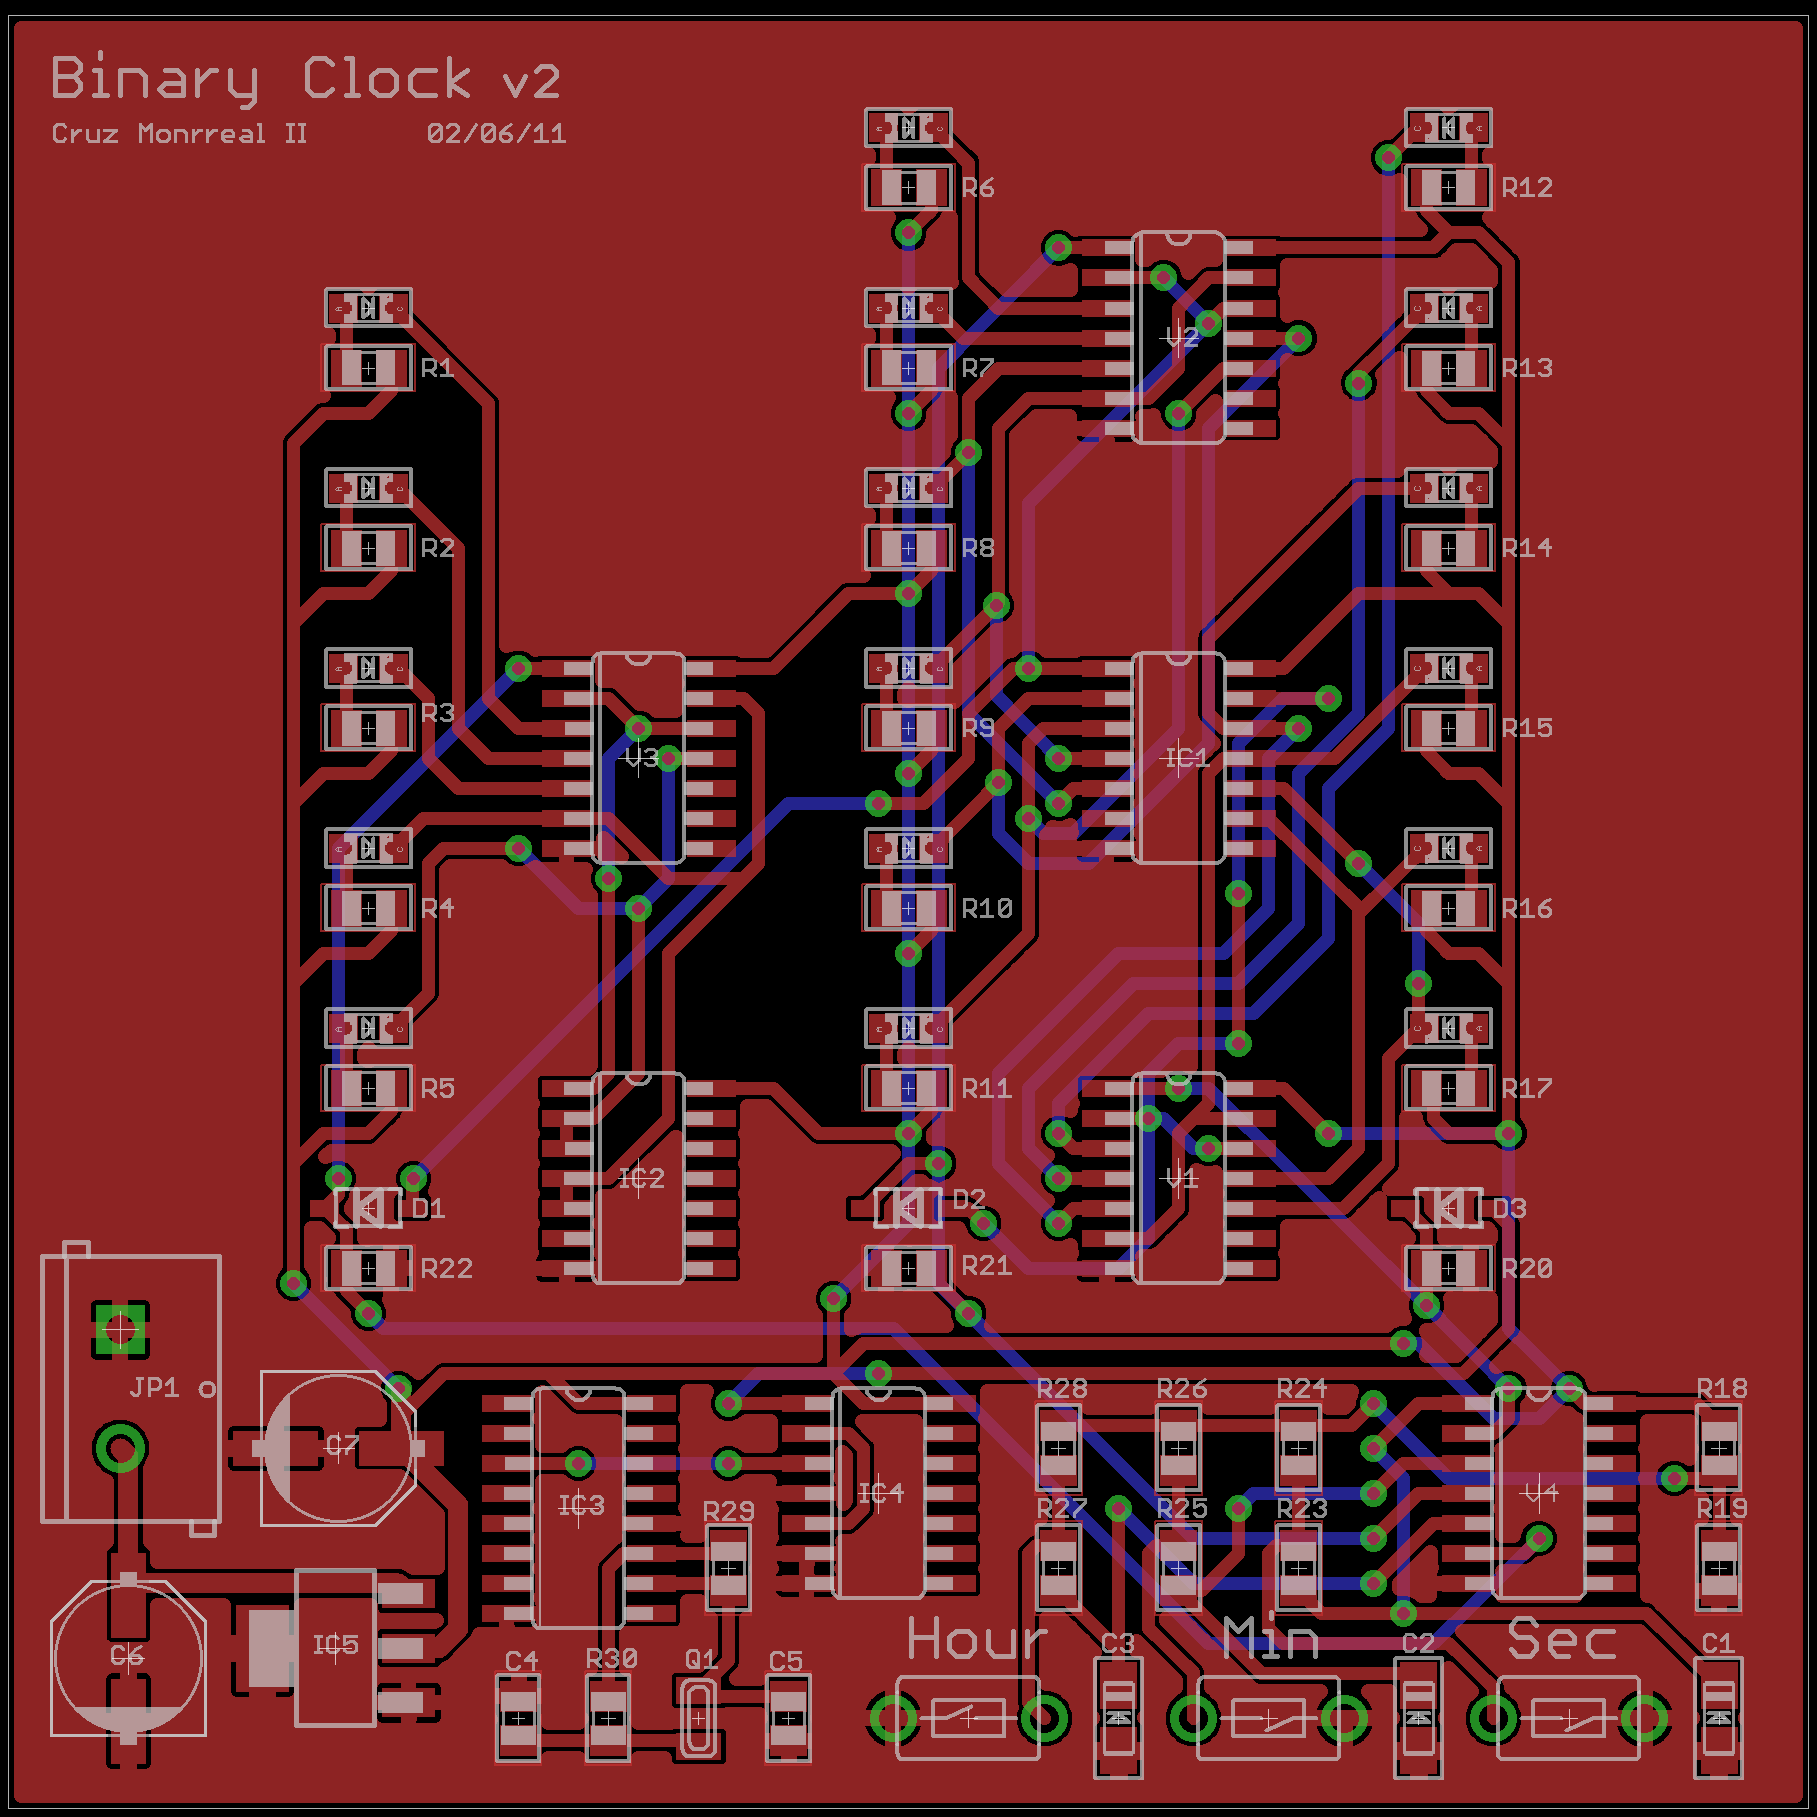 Binary Clock v2
Cruz Monrreal II 02/06/11
R6 R12
U2
R1 R7 R13
R2 R8 R14
R3 R9 R15
U3 IC1
R4 R10 R16
R5 R11 R17
IC2 U1
D1 D2 D3
R22 R21 R20
JP1 R28 R26 R24 R18
C7
IC3 IC4 U4
R29 R27 R25 R23 R19
Hour Min Sec
C6 IC5 C4 R30 Q1 C5 C3 C2 C1